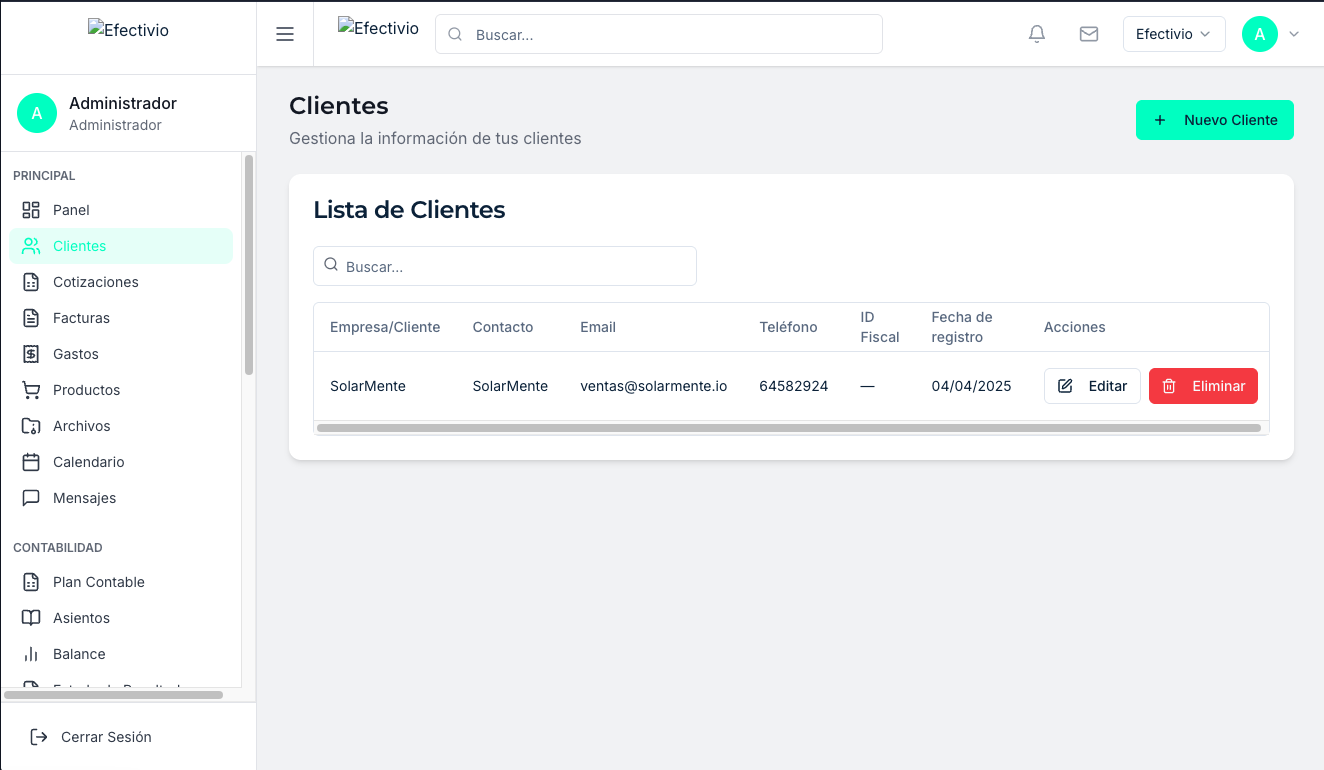 Efectivio
Administrador
Administrador
A
PRINCIPAL
Panel
Clientes
Cotizaciones
Facturas
Gastos
Productos
Archivos
Calendario
Mensajes
CONTABILIDAD
Plan Contable
Asientos
Balance
Cerrar Sesión
Efectivio
Buscar...
Efectivio
A
Clientes
Gestiona la información de tus clientes
Nuevo Cliente
Lista de Clientes
Buscar...
Empresa/Cliente Contacto Email Teléfono ID Fiscal Fecha de registro Acciones
SolarMente SolarMente ventas@solarmente.io 64582924 — 04/04/2025 Editar Eliminar